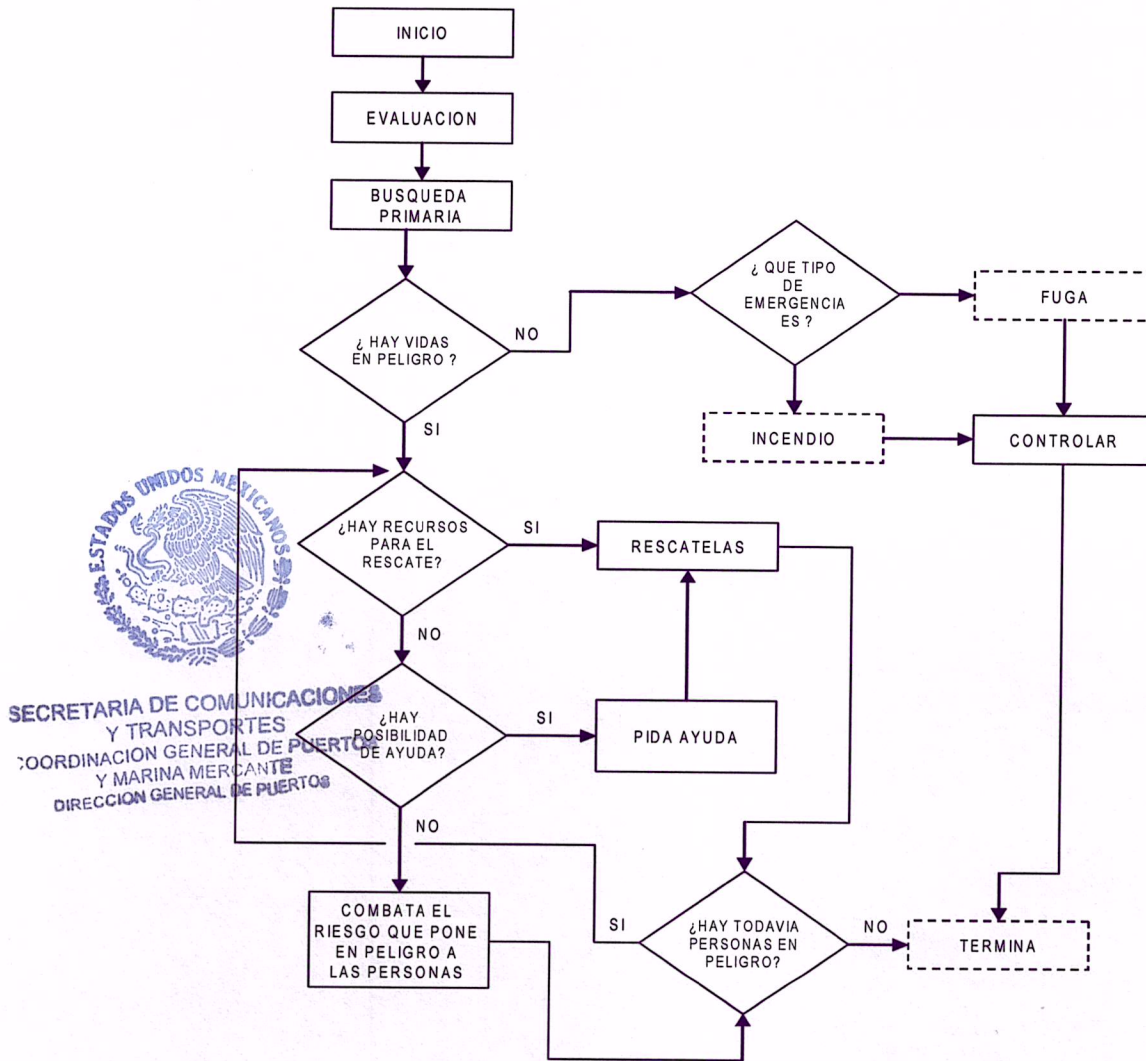 INICIO
EVALUACION
BUSQUEDA
PRIMARIA
¿ HAY VIDAS
EN PELIGRO ?
NO
SI
¿ QUE TIPO
DE
EMERGENCIA
ES ?
FUGA
INCENDIO
CONTROLAR
¿HAY RECURSOS
PARA EL
RESCATE?
SI
NO
RESCATELAS
¿HAY
POSIBILIDAD
DE AYUDA?
SI
NO
PIDA AYUDA
COMBATA EL
RIESGO QUE PONE
EN PELIGRO A
LAS PERSONAS
SI
¿HAY TODAVIA
PERSONAS EN
PELIGRO?
NO
TERMINA
ESTADOS UNIDOS MEXICANOS
SECRETARIA DE COMUNICACIONES
Y TRANSPORTES
COORDINACION GENERAL DE PUERTOS
Y MARINA MERCANTE
DIRECCION GENERAL DE PUERTOS